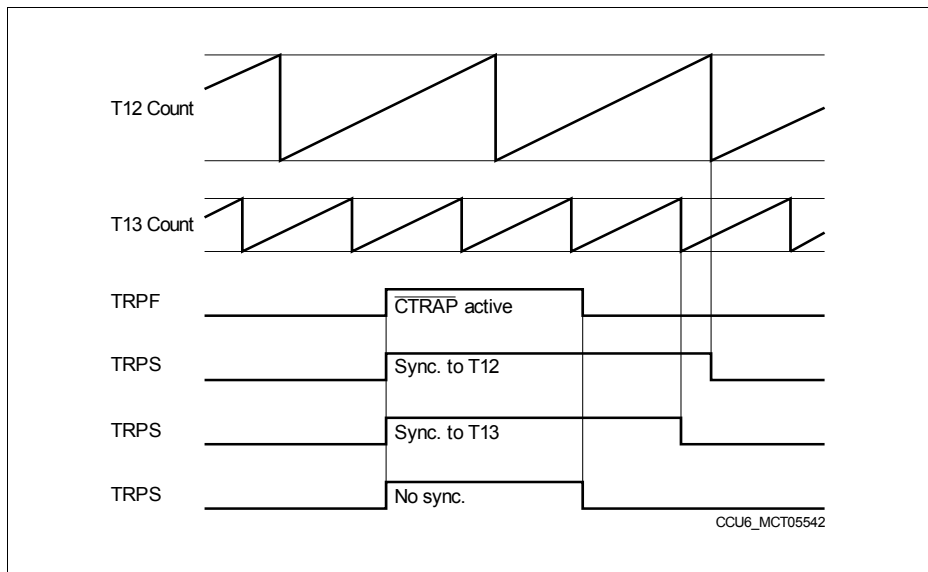 T12 Count
T13 Count
TRPF
CTRAP active
TRPS
Sync. to T12
TRPS
Sync. to T13
TRPS
No sync.
CCU6_MCT05542